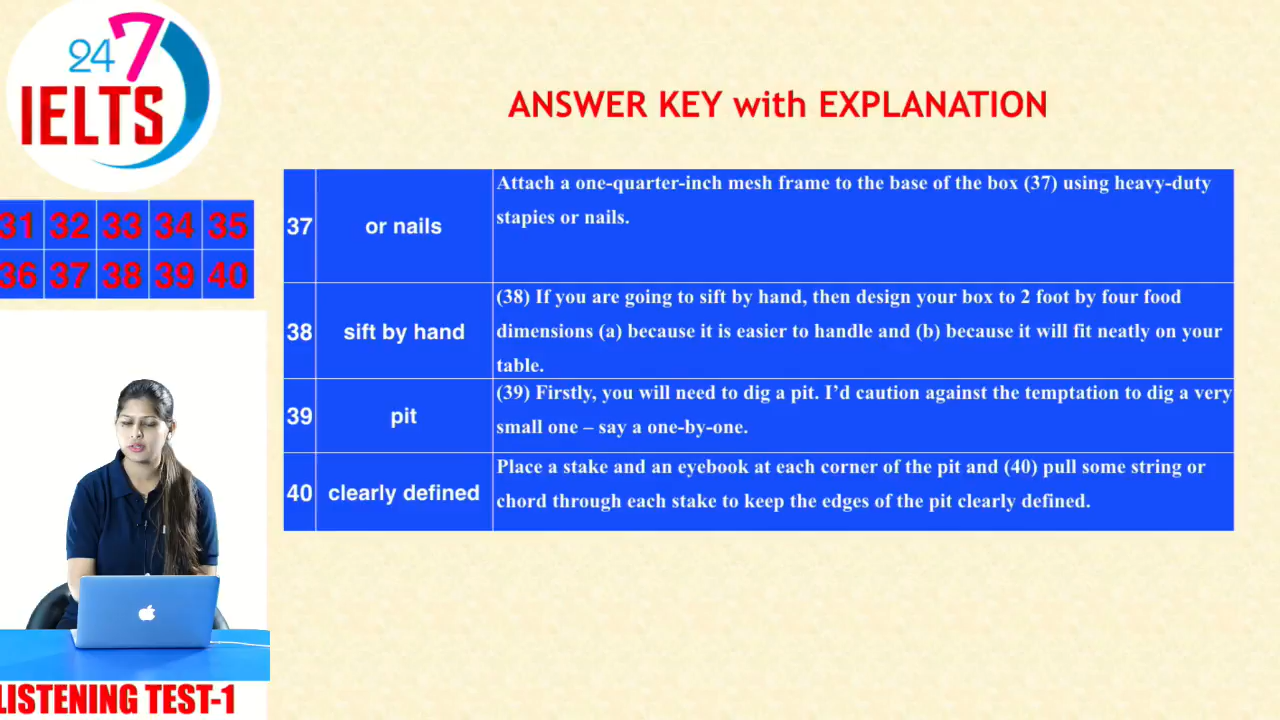 24 7
IELTS
ANSWER KEY with EXPLANATION
31 32 33 34 35
36 37 38 39 40
37 or nails Attach a one-quarter-inch mesh frame to the base of the box (37) using heavy-duty
stapies or nails.
38 sift by hand (38) If you are going to sift by hand, then design your box to 2 foot by four food
dimensions (a) because it is easier to handle and (b) because it will fit neatly on your
table.
39 pit (39) Firstly, you will need to dig a pit. I'd caution against the temptation to dig a very
small one – say a one-by-one.
40 clearly defined Place a stake and an eyebook at each corner of the pit and (40) pull some string or
chord through each stake to keep the edges of the pit clearly defined.
LISTENING TEST-1